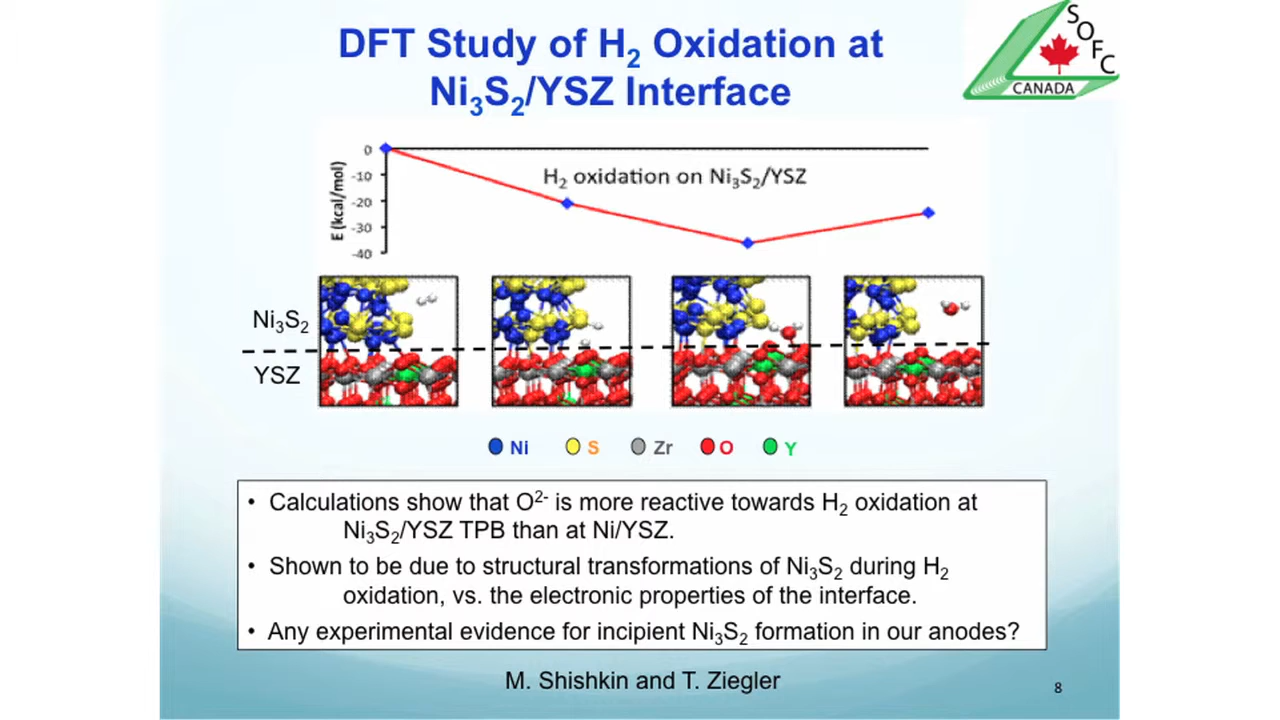 DFT Study of H₂ Oxidation at
Ni₃S₂/YSZ Interface
SOFC
CANADA
E (kcal/mol)
0
-10
-20
-30
-40
H₂ oxidation on Ni₃S₂/YSZ
Ni₃S₂
YSZ
Ni S Zr O Y
• Calculations show that O²⁻ is more reactive towards H₂ oxidation at
Ni₃S₂/YSZ TPB than at Ni/YSZ.
• Shown to be due to structural transformations of Ni₃S₂ during H₂
oxidation, vs. the electronic properties of the interface.
• Any experimental evidence for incipient Ni₃S₂ formation in our anodes?
M. Shishkin and T. Ziegler
8